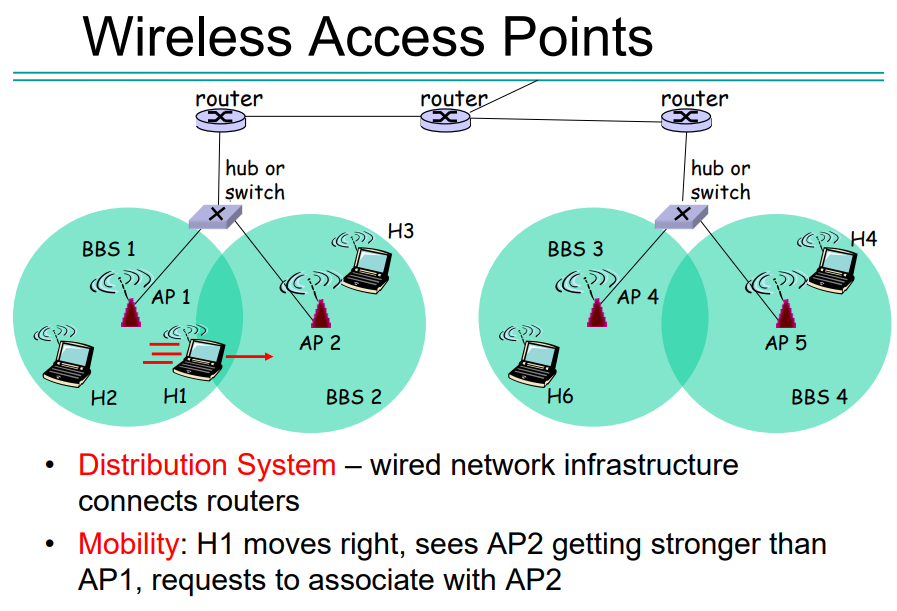 Wireless Access Points
router
router
router
hub or
switch
hub or
switch
BBS 1
H3
BBS 3
H4
AP 1
AP 4
AP 2
AP 5
H2
H1
BBS 2
H6
BBS 4
• Distribution System – wired network infrastructure
connects routers
• Mobility: H1 moves right, sees AP2 getting stronger than
AP1, requests to associate with AP2